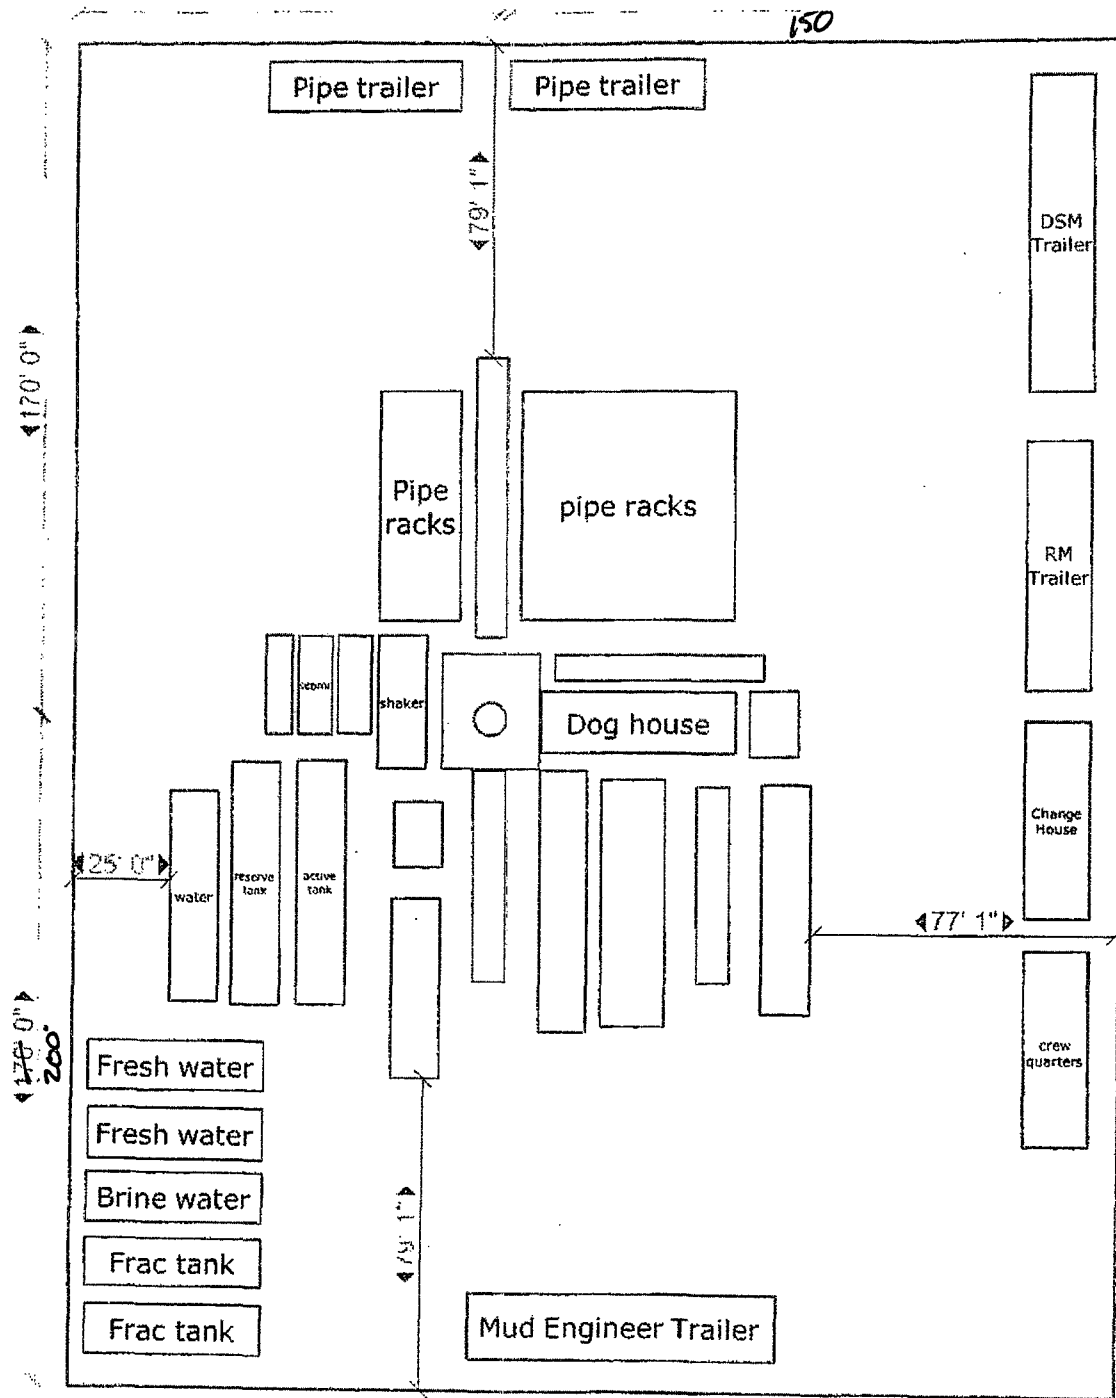 150
Pipe trailer
Pipe trailer
79' 1"
DSM
Trailer
170' 0"
Pipe
racks
pipe racks
RM
Trailer
shaker
Dog house
Change
House
25' 0"
water
reserve
tank
active
tank
77' 1"
170' 0"
200'
crew
quarters
Fresh water
Fresh water
Brine water
Frac tank
Frac tank
79' 1"
Mud Engineer Trailer